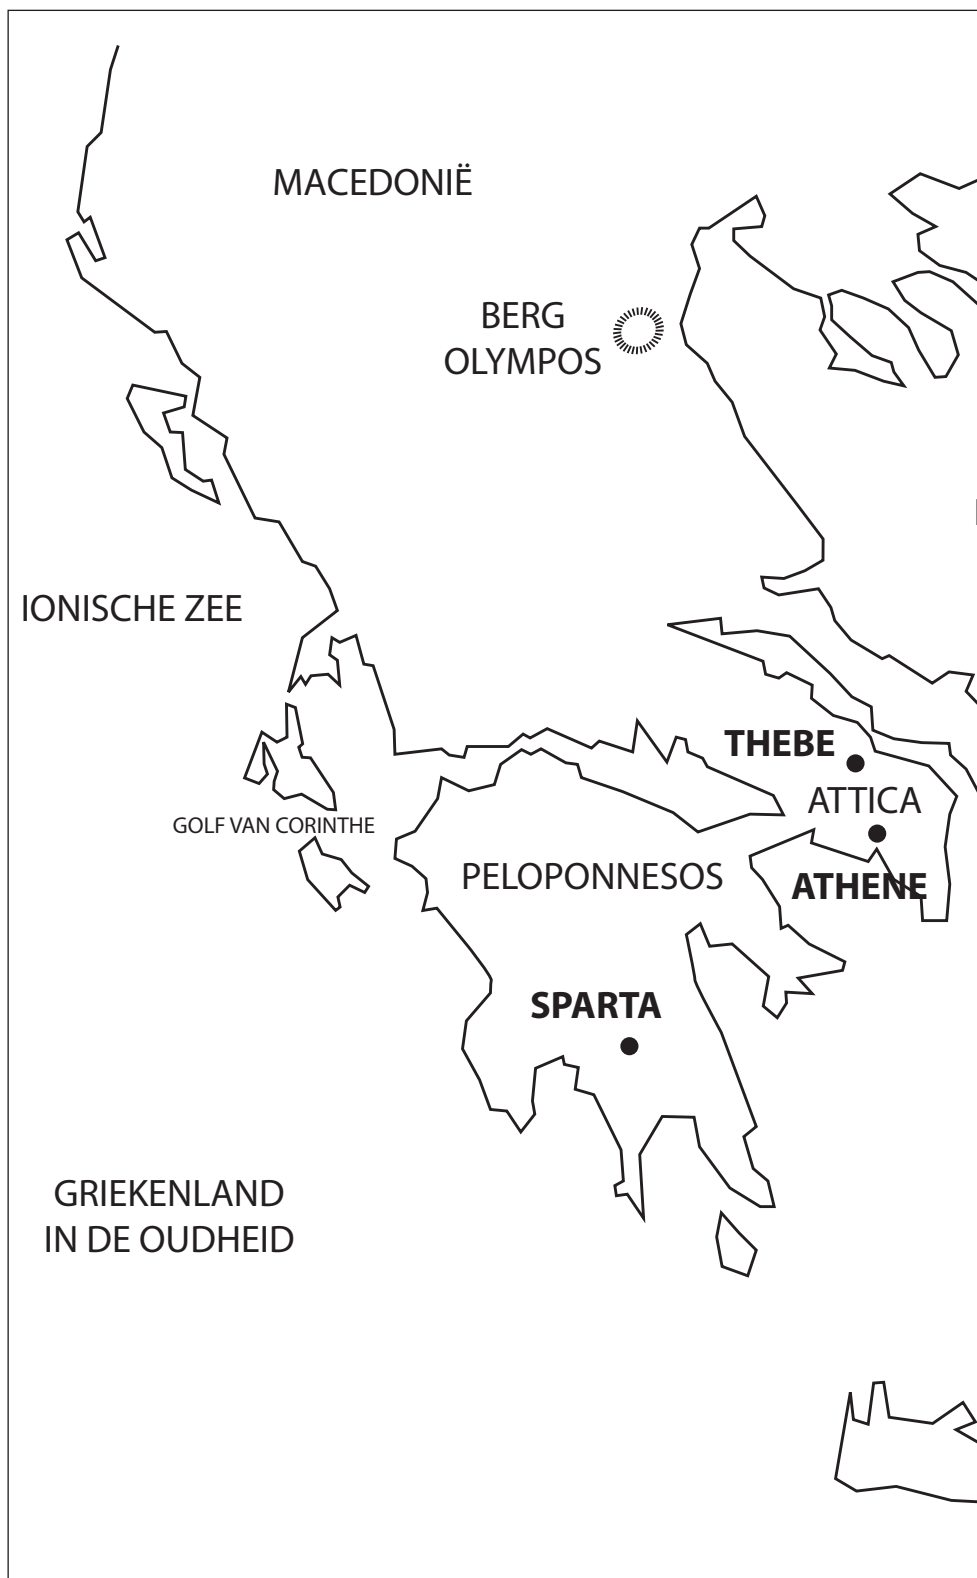 MACEDONIË
BERG
OLYMPOS
IONISCHE ZEE
THEBE
ATTICA
GOLF VAN CORINTHE
PELOPONNESOS
ATHENE
SPARTA
GRIEKENLAND
IN DE OUDHEID